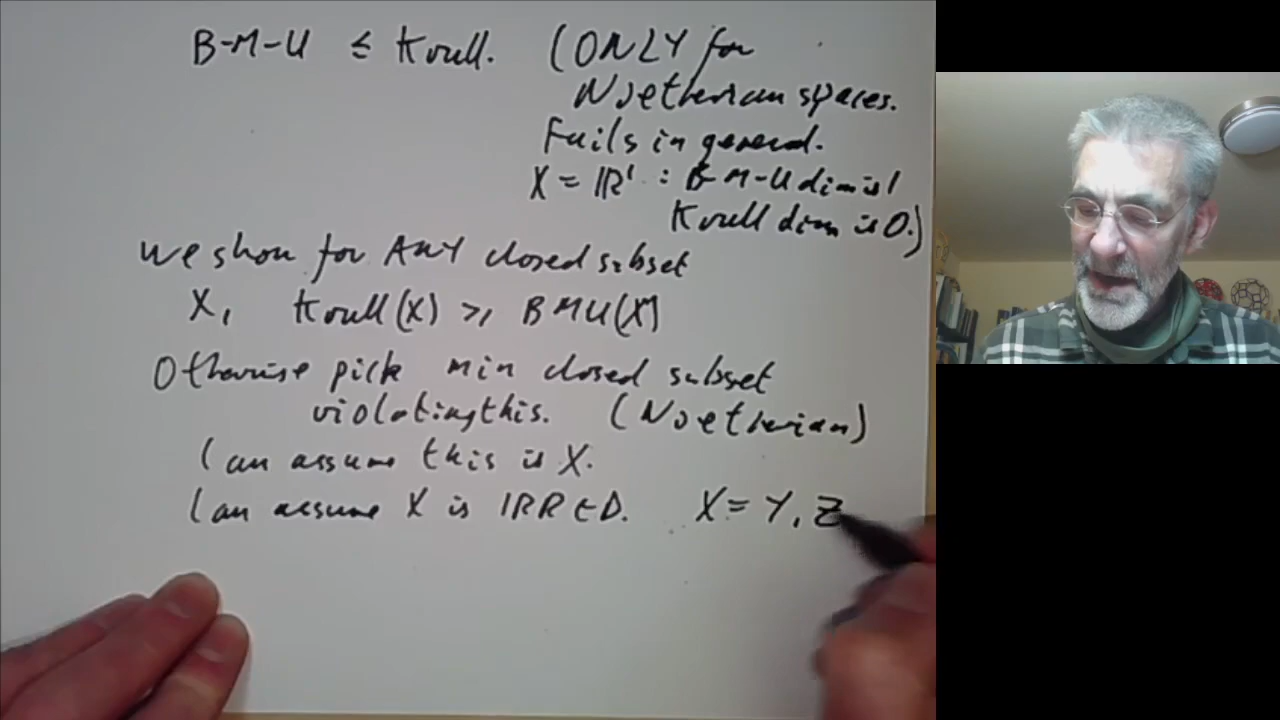 B-M-U ≤ Krull. (ONLY for
Noetherian spaces.
Fails in general.
X = ℝ¹ : B-M-U dim is 1
Krull dim is 0.)
We show for ANY closed subset
X, Krull(X) ≥ BMU(X)
Otherwise pick min closed subset
violating this. (Noetherian)
Can assume this is X.
Can assume X is IRRED. X = Y, Z